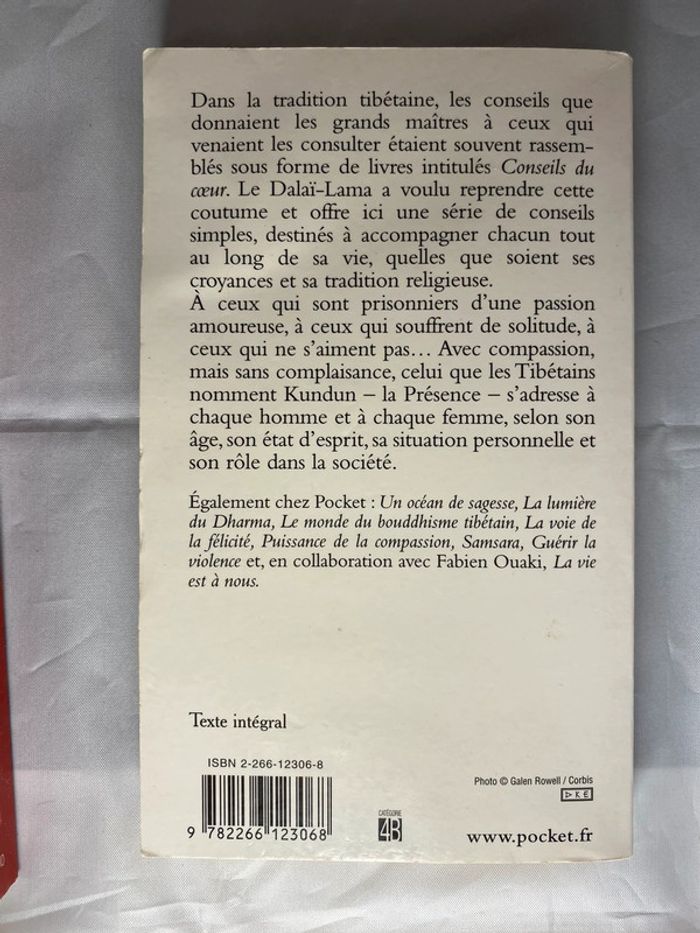 Dans la tradition tibétaine, les conseils que
donnaient les grands maîtres à ceux qui
venaient les consulter étaient souvent rassem-
blés sous forme de livres intitulés Conseils du
cœur. Le Dalaï-Lama a voulu reprendre cette
coutume et offre ici une série de conseils
simples, destinés à accompagner chacun tout
au long de sa vie, quelles que soient ses
croyances et sa tradition religieuse.
À ceux qui sont prisonniers d'une passion
amoureuse, à ceux qui souffrent de solitude, à
ceux qui ne s'aiment pas… Avec compassion,
mais sans complaisance, celui que les Tibétains
nomment Kundun – la Présence – s'adresse à
chaque homme et à chaque femme, selon son
âge, son état d'esprit, sa situation personnelle et
son rôle dans la société.
Également chez Pocket : Un océan de sagesse, La lumière
du Dharma, Le monde du bouddhisme tibétain, La voie de
la félicité, Puissance de la compassion, Samsara, Guérir la
violence et, en collaboration avec Fabien Ouaki, La vie
est à nous.
Texte intégral
ISBN 2-266-12306-8
9 782266 123068
CATÉGORIE
4B
Photo © Galen Rowell / Corbis
www.pocket.fr